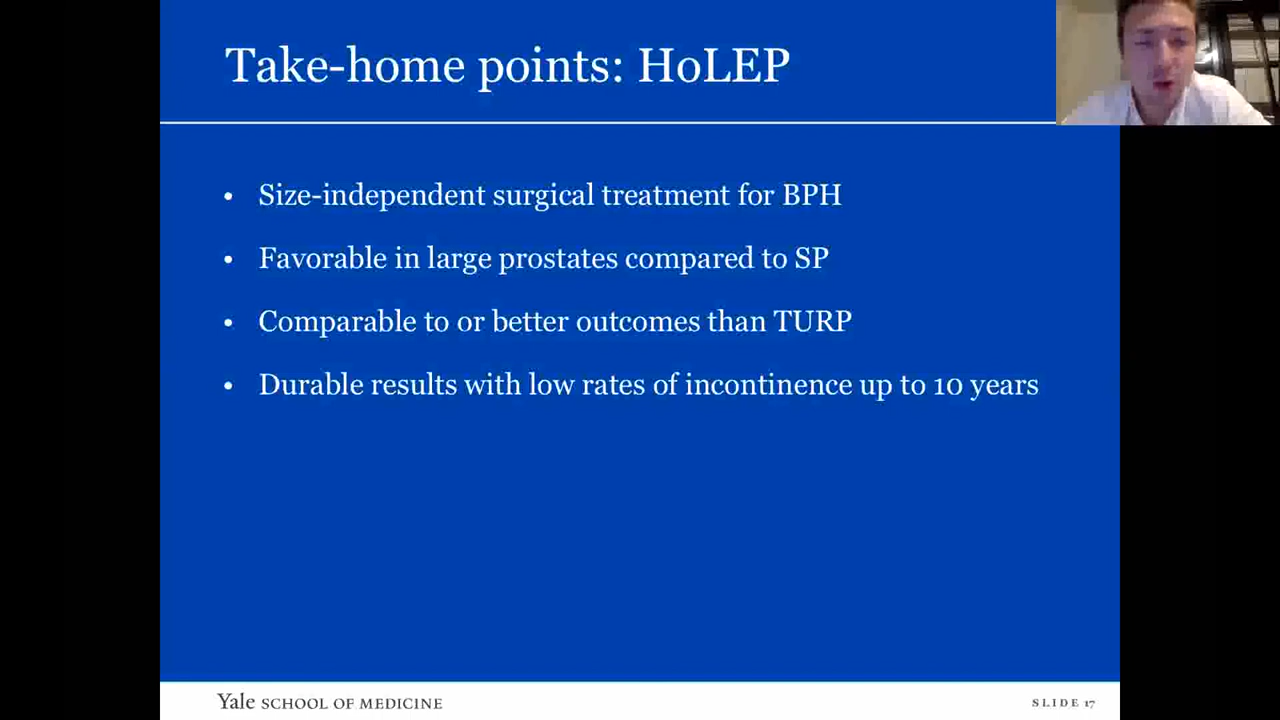 Take-home points: HoLEP
• Size-independent surgical treatment for BPH
• Favorable in large prostates compared to SP
• Comparable to or better outcomes than TURP
• Durable results with low rates of incontinence up to 10 years
Yale SCHOOL OF MEDICINE
SLIDE 17